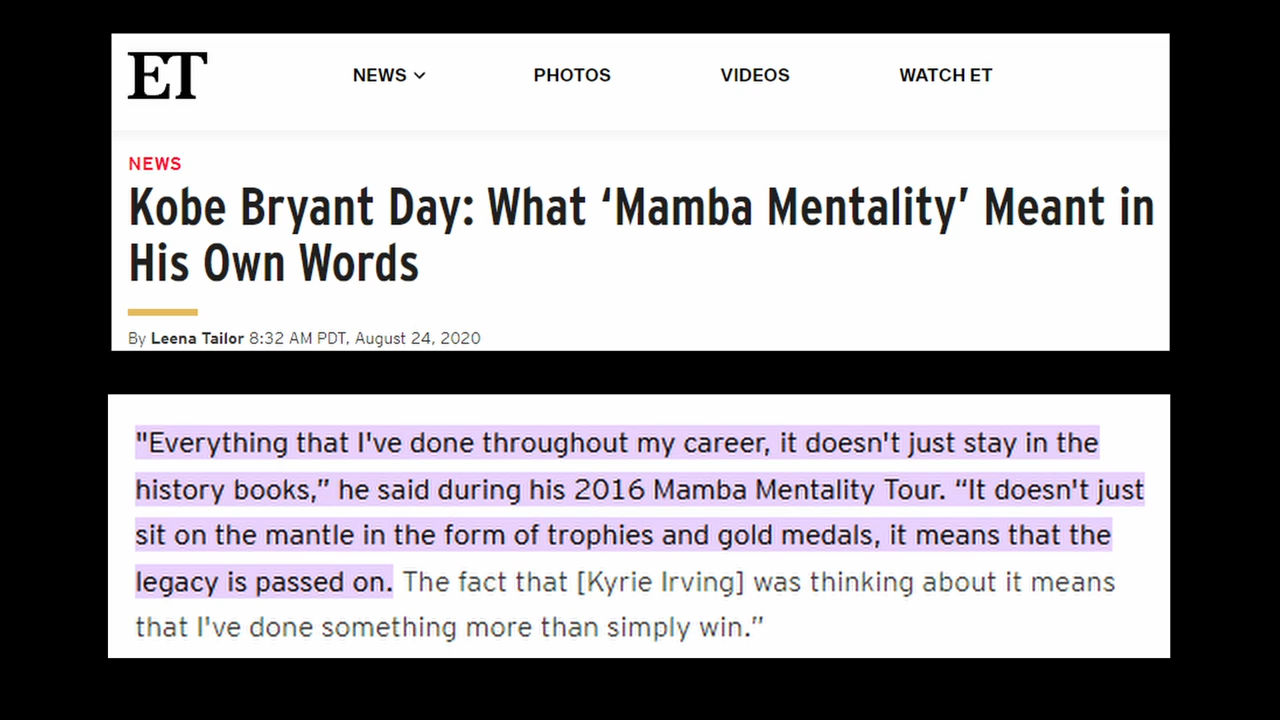 ET
NEWS PHOTOS VIDEOS WATCH ET
NEWS
Kobe Bryant Day: What ‘Mamba Mentality’ Meant in
His Own Words
By Leena Tailor 8:32 AM PDT, August 24, 2020
"Everything that I've done throughout my career, it doesn't just stay in the
history books,” he said during his 2016 Mamba Mentality Tour. “It doesn't just
sit on the mantle in the form of trophies and gold medals, it means that the
legacy is passed on. The fact that [Kyrie Irving] was thinking about it means
that I've done something more than simply win.”